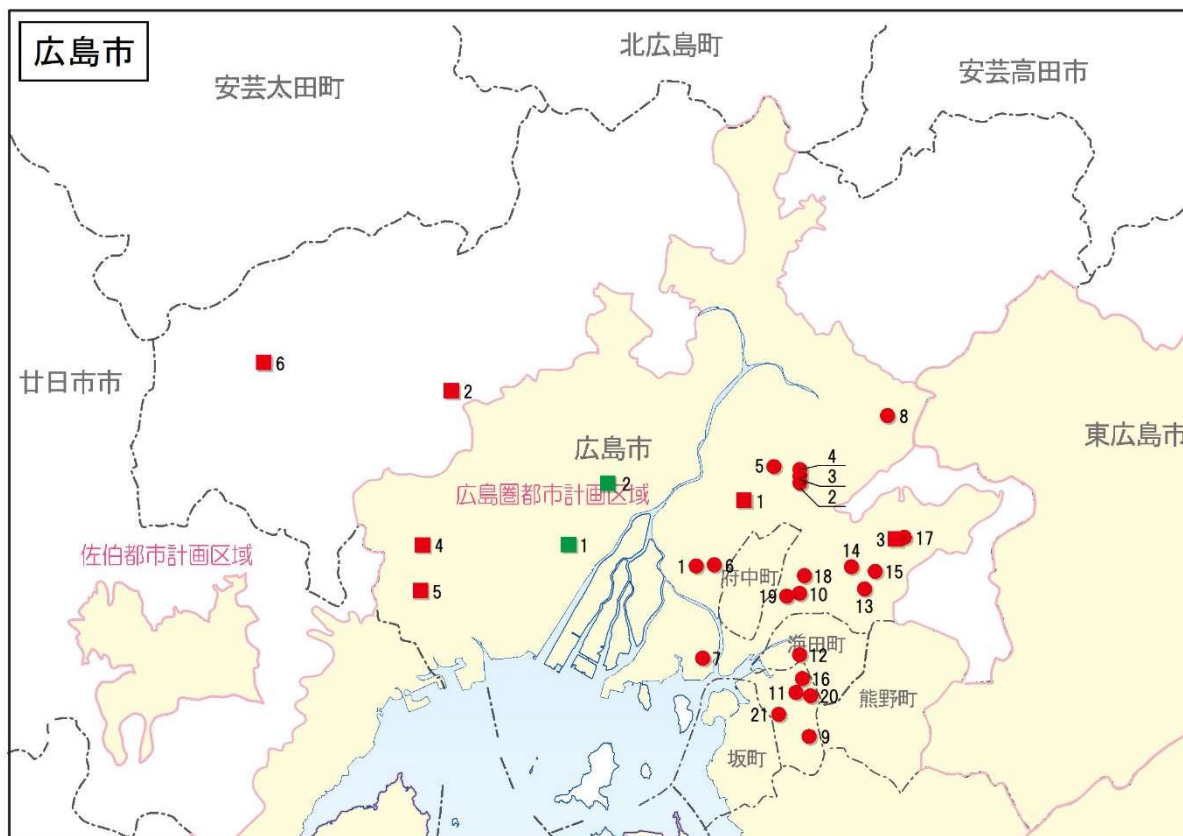 広島市
北広島町
安芸太田町
安芸高田市
6
廿日市市
2
8
広島市
東広島市
4
5
3
2
2
広島圏都市計画区域
1
4
1
3
17
佐伯都市計画区域
14
1
6
府中町
18
15
5
19
10
13
海田町
12
7
16
11
20
熊野町
21
9
坂町